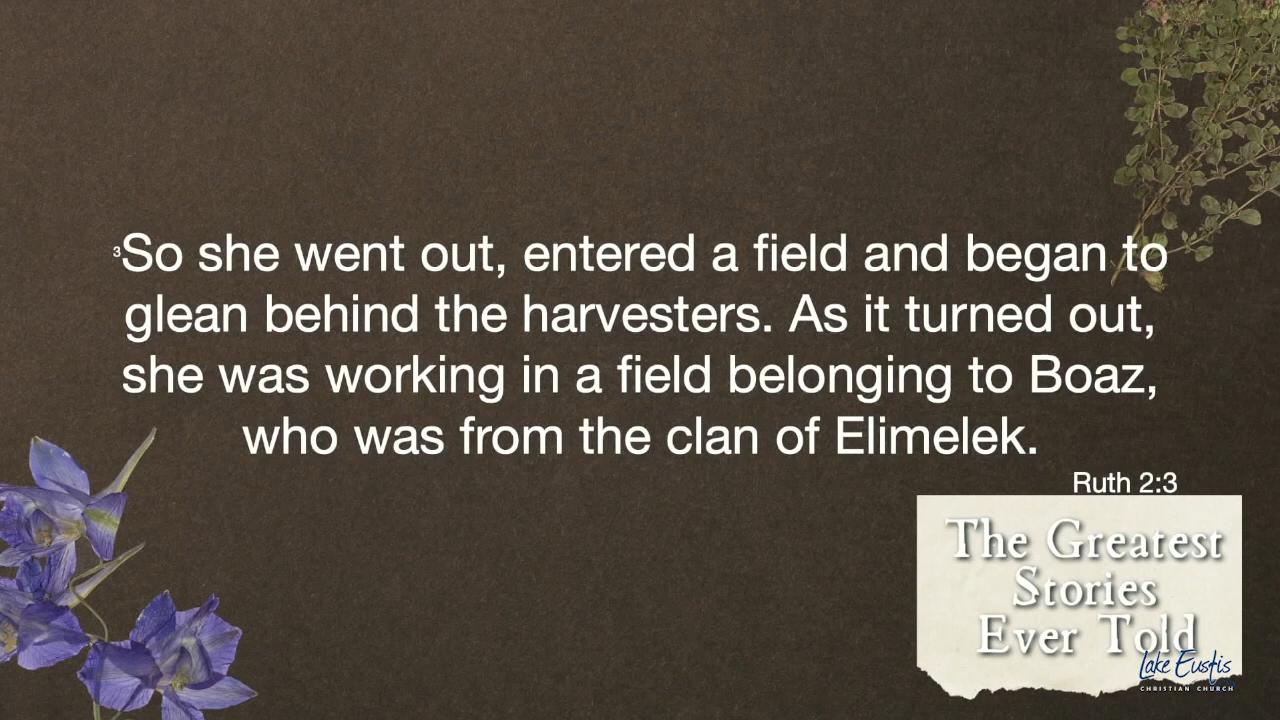 ³So she went out, entered a field and began to
glean behind the harvesters. As it turned out,
she was working in a field belonging to Boaz,
who was from the clan of Elimelek.
Ruth 2:3
The Greatest
Stories
Ever Told
Lake Eustis
CHRISTIAN CHURCH